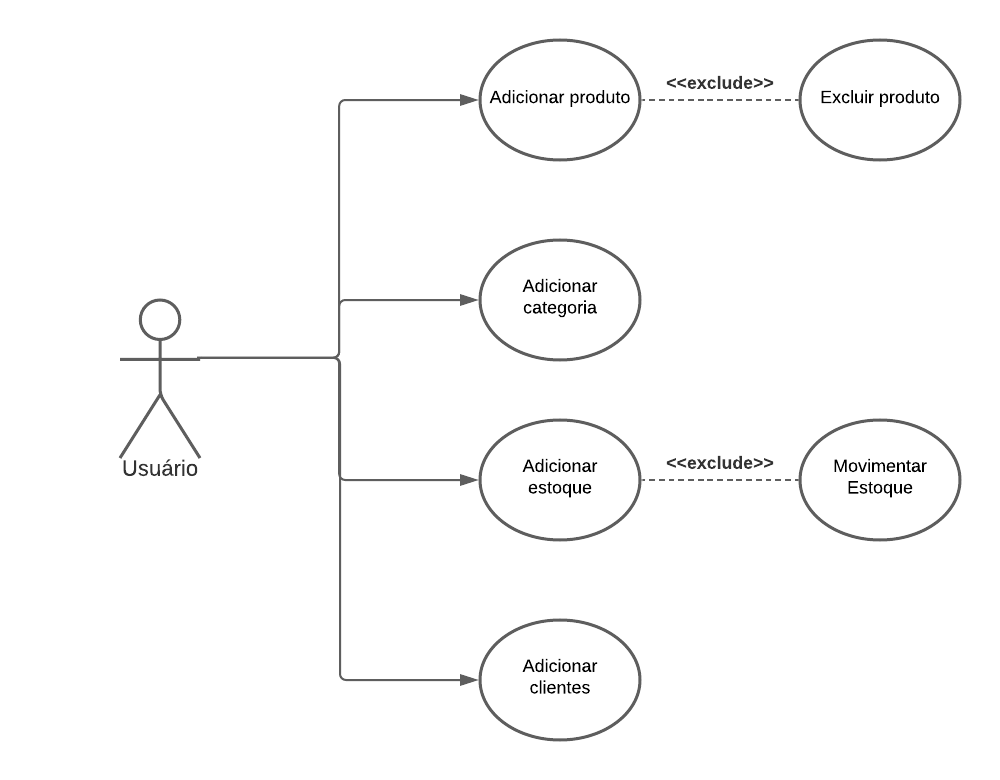 <<exclude>>
Adicionar produto
Excluir produto
Adicionar
categoria
Usuário
<<exclude>>
Adicionar
estoque
Movimentar
Estoque
Adicionar
clientes